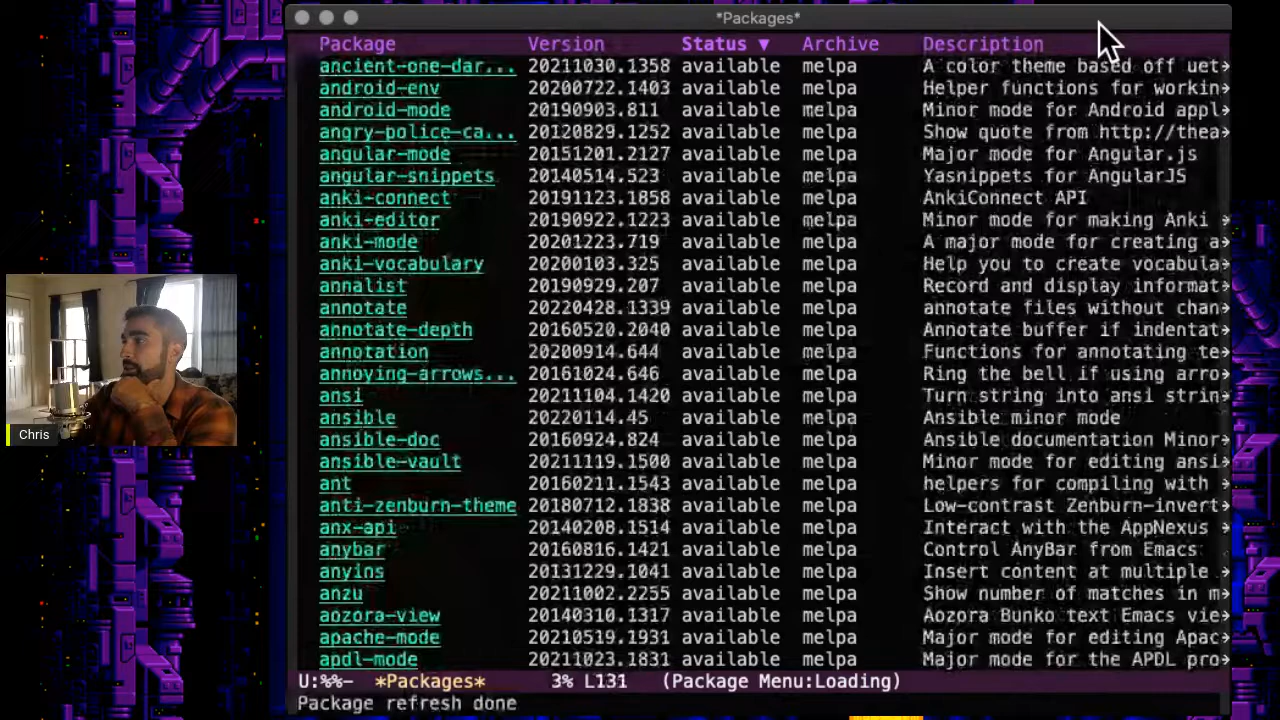 *Packages*
Package Version Status ▼ Archive Description
ancient-one-dar... 20211030.1358 available melpa A color theme based off uet→
android-env 20200722.1403 available melpa Helper functions for workin→
android-mode 20190903.811 available melpa Minor mode for Android appl→
angry-police-ca... 20120829.1252 available melpa Show quote from http://thea→
angular-mode 20151201.2127 available melpa Major mode for Angular.js
angular-snippets 20140514.523 available melpa Yasnippets for AngularJS
anki-connect 20191123.1858 available melpa AnkiConnect API
anki-editor 20190922.1223 available melpa Minor mode for making Anki →
anki-mode 20201223.719 available melpa A major mode for creating a→
anki-vocabulary 20200103.325 available melpa Help you to create vocabula→
annalist 20190929.207 available melpa Record and display informat→
annotate 20220428.1339 available melpa annotate files without chan→
annotate-depth 20160520.2040 available melpa Annotate buffer if indentat→
annotation 20200914.644 available melpa Functions for annotating te→
annoying-arrows... 20161024.646 available melpa Ring the bell if using arro→
ansi 20211104.1420 available melpa Turn string into ansi strin→
ansible 20220114.45 available melpa Ansible minor mode
ansible-doc 20160924.824 available melpa Ansible documentation Minor→
ansible-vault 20211119.1500 available melpa Minor mode for editing ansi→
ant 20160211.1543 available melpa helpers for compiling with →
anti-zenburn-theme 20180712.1838 available melpa Low-contrast Zenburn-invert→
anx-api 20140208.1514 available melpa Interact with the AppNexus →
anybar 20160816.1421 available melpa Control AnyBar from Emacs
anyins 20131229.1041 available melpa Insert content at multiple →
anzu 20211002.2255 available melpa Show number of matches in m→
aozora-view 20140310.1317 available melpa Aozora Bunko text Emacs vie→
apache-mode 20210519.1931 available melpa Major mode for editing Apac→
apdl-mode 20211023.1831 available melpa Major mode for the APDL pro→
U:%%- *Packages* 3% L131 (Package Menu:Loading)
Package refresh done
Chris